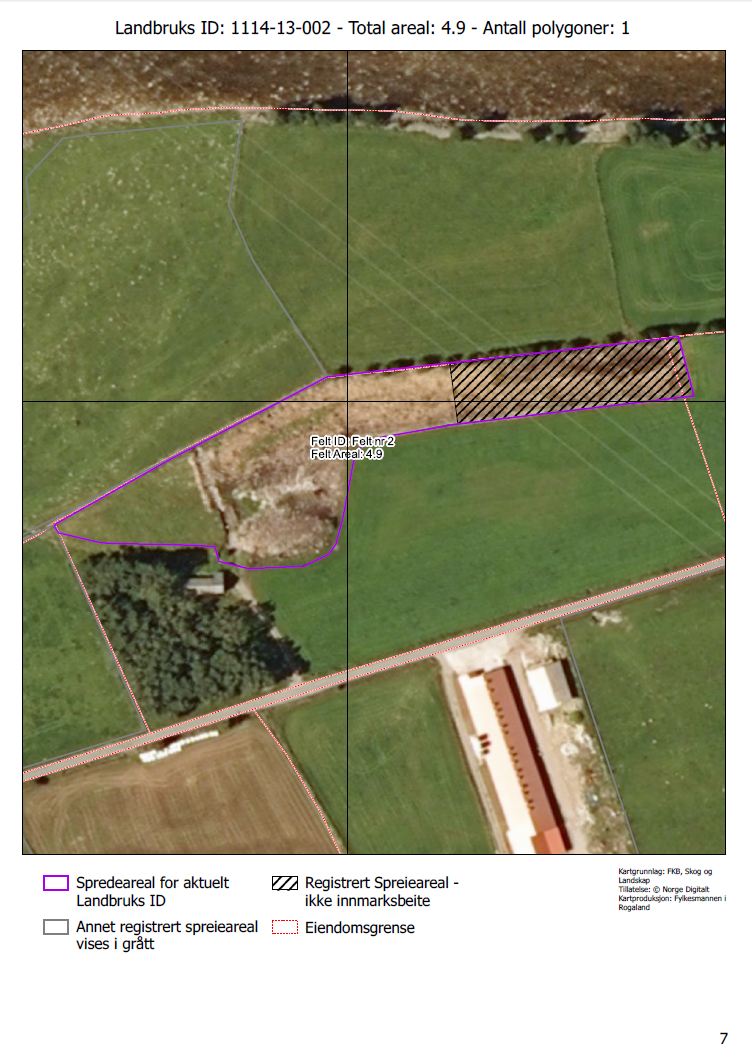 Landbruks ID: 1114-13-002 - Total areal: 4.9 - Antall polygoner: 1
Felt ID: Felt nr 2
Felt Areal: 4.9
Spredeareal for aktuelt
Landbruks ID
Annet registrert spreieareal
vises i grått
Registrert Spreieareal -
ikke innmarksbeite
Eiendomsgrense
Kartgrunnlag: FKB, Skog og
Landskap
Tillatelse: © Norge Digitalt
Kartproduksjon: Fylkesmannen i
Rogaland
7